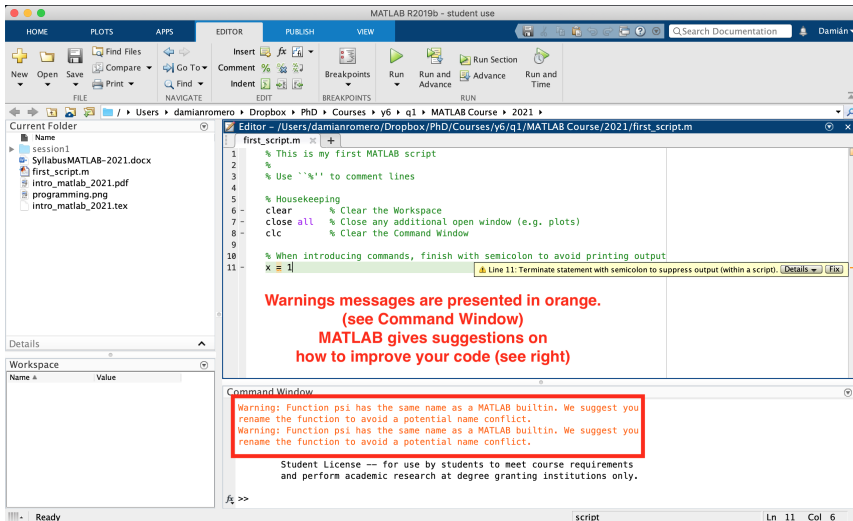 MATLAB R2019b - student use
HOME PLOTS APPS EDITOR PUBLISH VIEW
Search Documentation Damián
New Open Save
Find Files
Compare
Print
FILE
Go To
Find
NAVIGATE
Insert fx
Comment %
Indent
EDIT
Breakpoints
BREAKPOINTS
Run
Run and Advance
Run Section
Advance
Run and Time
RUN
/ Users damianromero Dropbox PhD Courses y6 q1 MATLAB Course 2021
Current Folder
Name
session1
SyllabusMATLAB-2021.docx
first_script.m
intro_matlab_2021.pdf
programming.png
intro_matlab_2021.tex
Details
Workspace
Name Value
Editor - /Users/damianromero/Dropbox/PhD/Courses/y6/q1/MATLAB Course/2021/first_script.m
first_script.m +
1 % This is my first MATLAB script
2 %
3 % Use ``%'' to comment lines
4
5 % Housekeeping
6 - clear % Clear the Workspace
7 - close all % Close any additional open window (e.g. plots)
8 - clc % Clear the Command Window
9
10 % When introducing commands, finish with semicolon to avoid printing output
11 - x = 1
Line 11: Terminate statement with semicolon to suppress output (within a script). Details Fix
Warnings messages are presented in orange.
(see Command Window)
MATLAB gives suggestions on
how to improve your code (see right)
Command Window
Warning: Function psi has the same name as a MATLAB builtin. We suggest you
rename the function to avoid a potential name conflict.
Warning: Function psi has the same name as a MATLAB builtin. We suggest you
rename the function to avoid a potential name conflict.
Student License -- for use by students to meet course requirements
and perform academic research at degree granting institutions only.
fx >>
Ready script Ln 11 Col 6